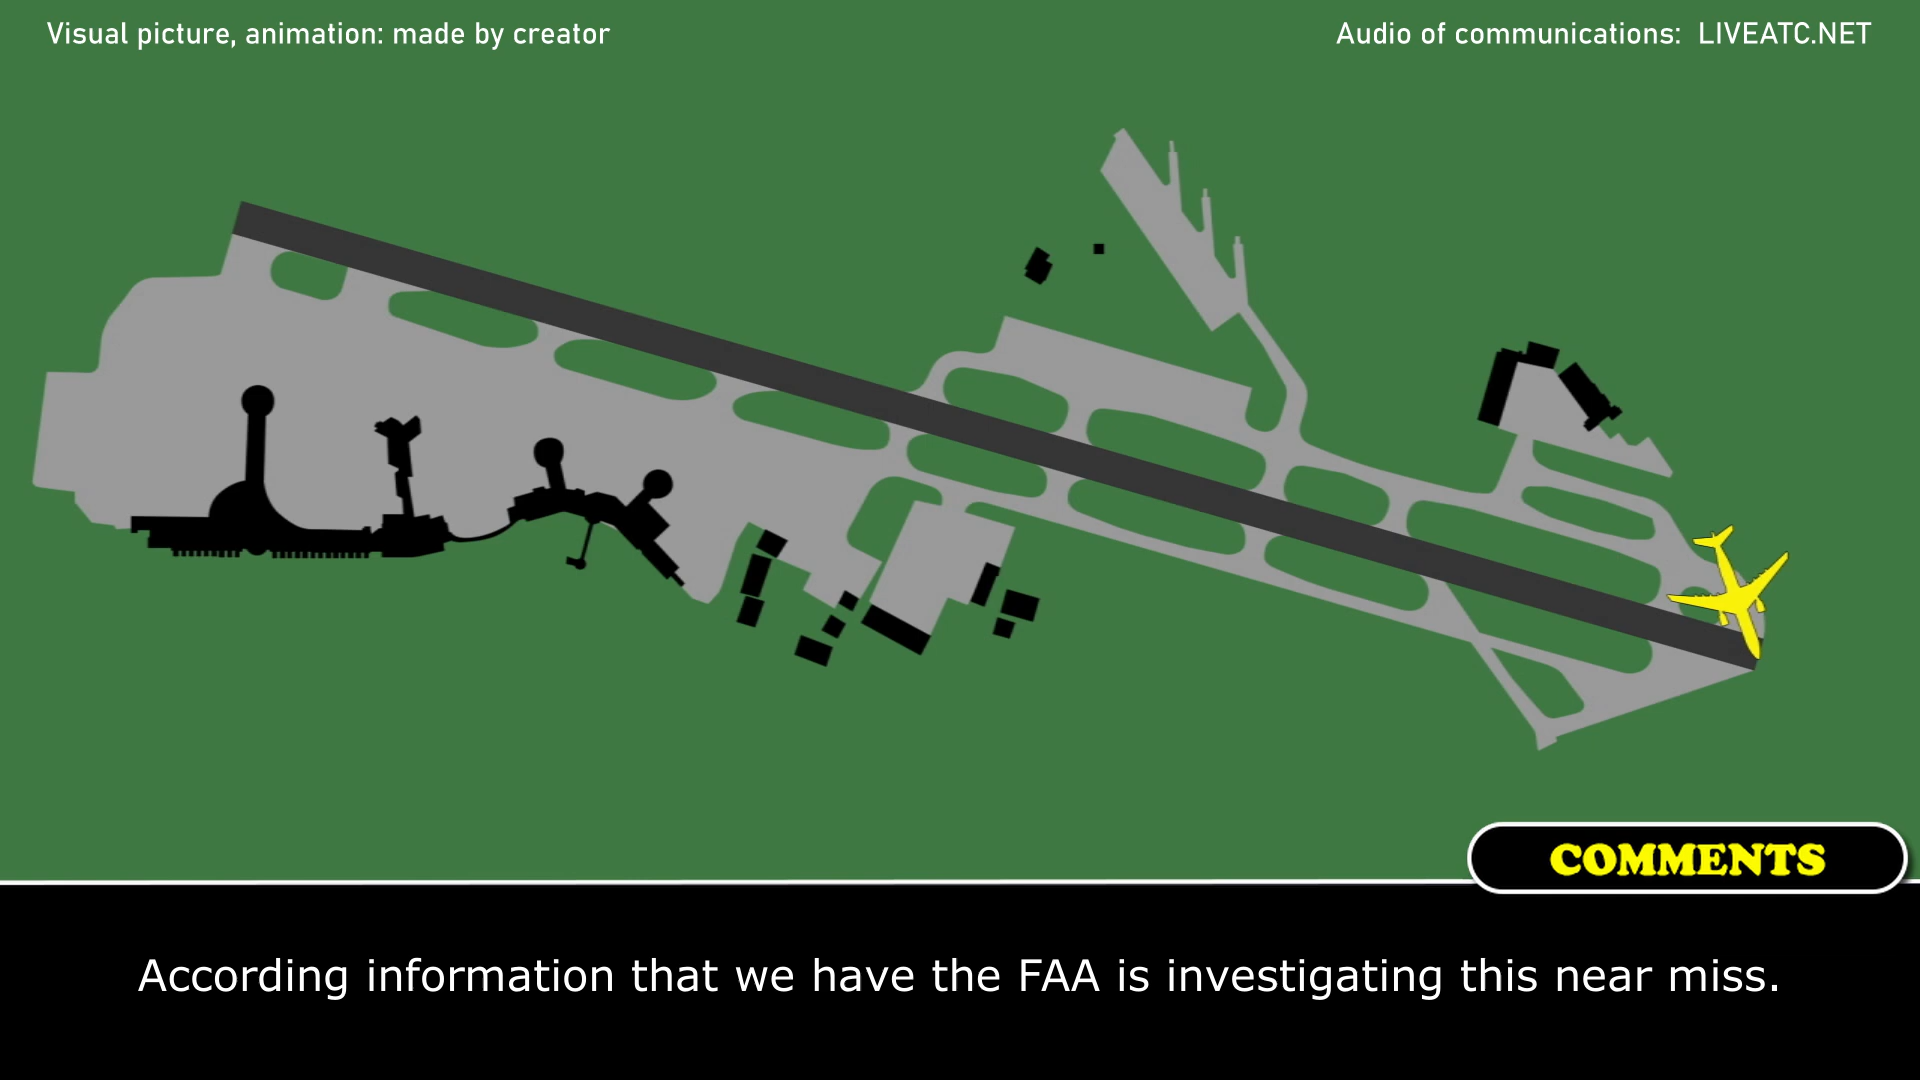 Visual picture, animation: made by creator
Audio of communications: LIVEATC.NET
COMMENTS
According information that we have the FAA is investigating this near miss.